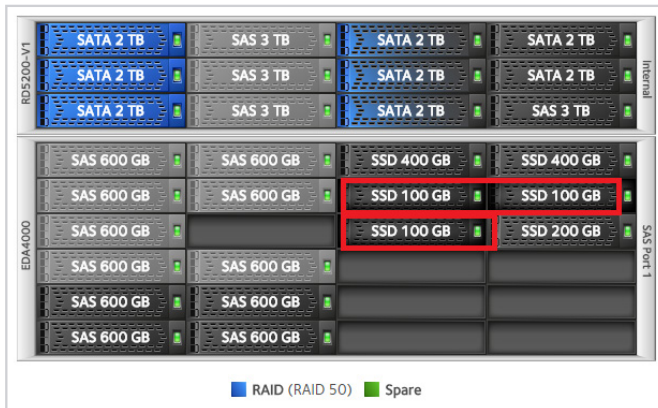 RD5200-V1
SATA 2 TB SAS 3 TB SATA 2 TB SATA 2 TB
SATA 2 TB SAS 3 TB SATA 2 TB SATA 2 TB
SATA 2 TB SAS 3 TB SATA 2 TB SAS 3 TB
Internal
EDA4000
SAS 600 GB SAS 600 GB SSD 400 GB SSD 400 GB
SAS 600 GB SAS 600 GB SSD 100 GB SSD 100 GB
SAS 600 GB SSD 100 GB SSD 200 GB
SAS 600 GB SAS 600 GB
SAS 600 GB SAS 600 GB
SAS 600 GB SAS 600 GB
SAS Port 1
RAID (RAID 50) Spare